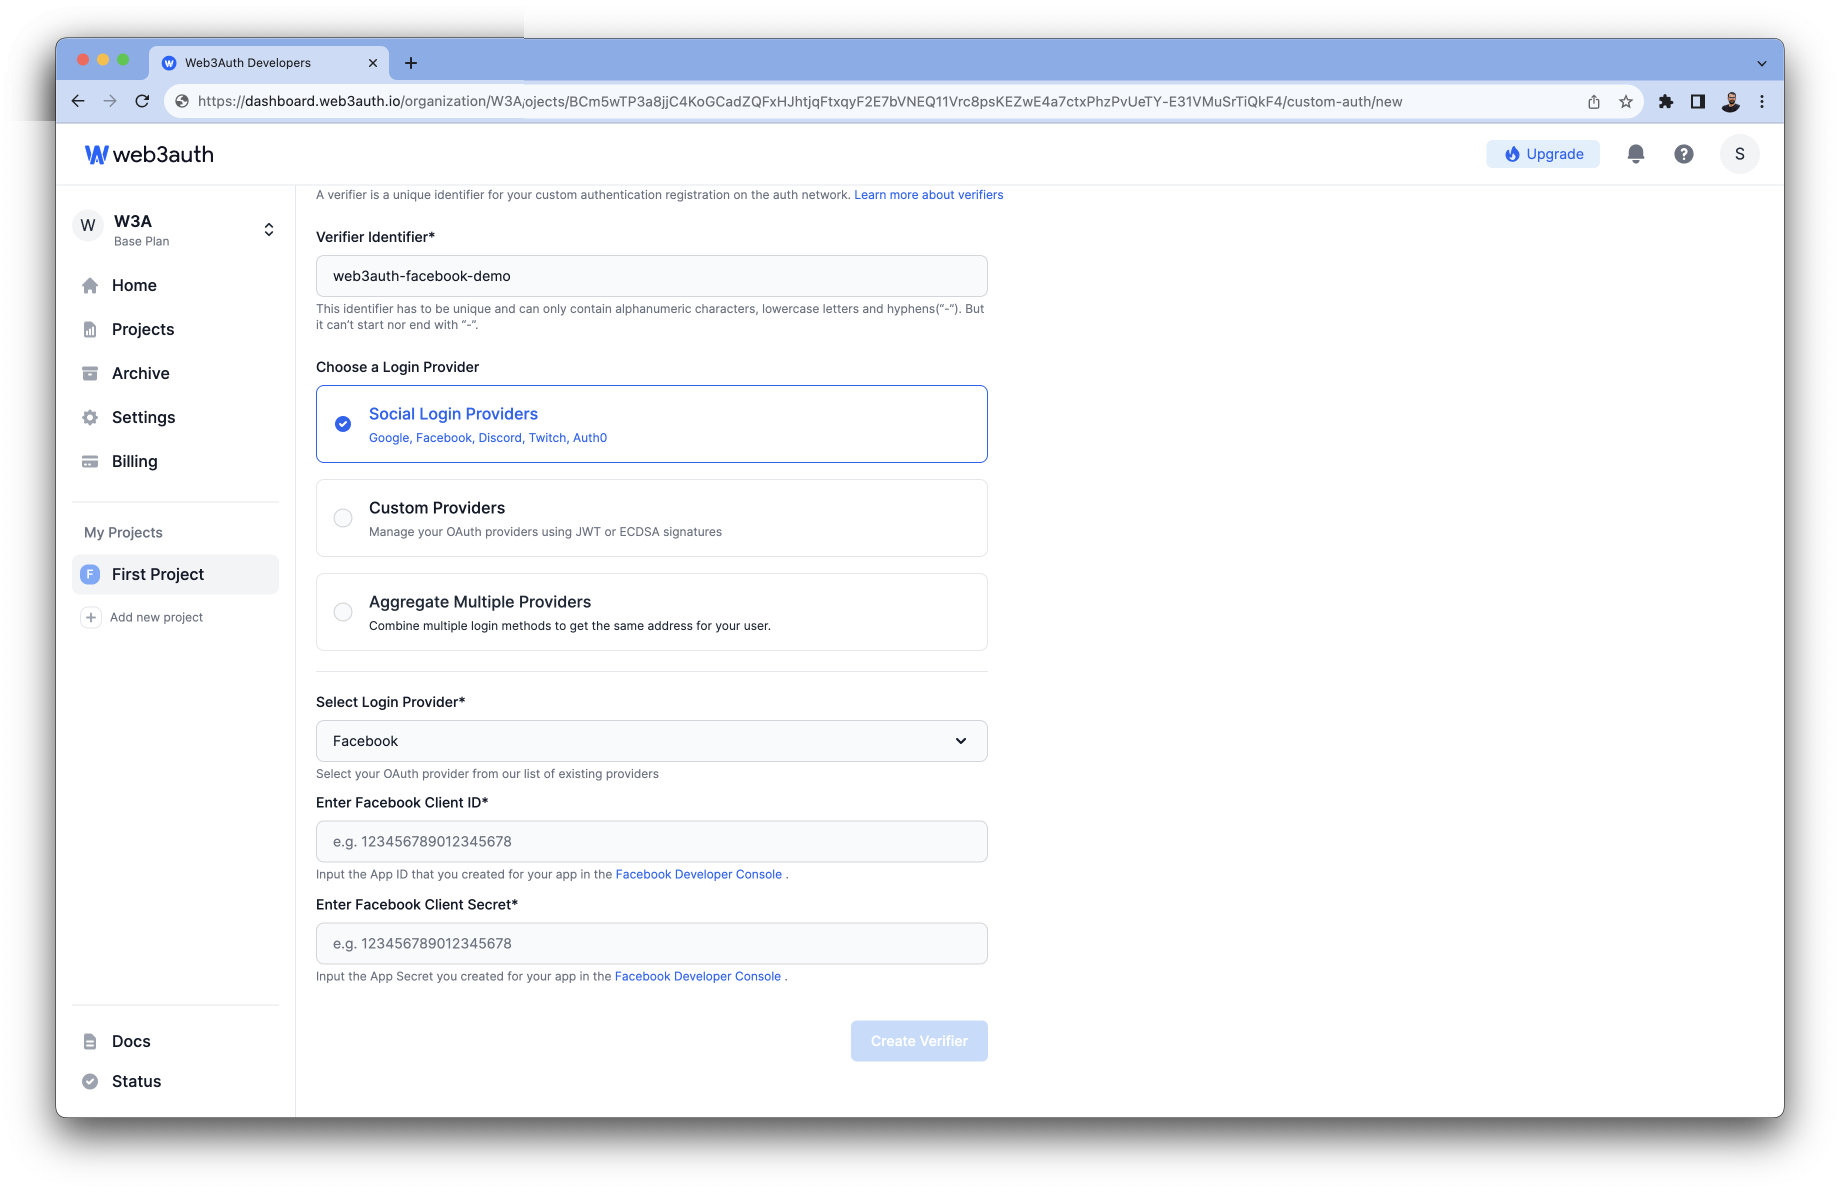 Web3Auth Developers
https://dashboard.web3auth.io/organization/W3A/ojects/BCm5wTP3a8jjC4KoGCadZQFxHJhtjqFtxqyF2E7bVNEQ11Vrc8psKEZwE4a7ctxPhzPvUeTY-E31VMuSrTiQkF4/custom-auth/new
web3auth
Upgrade
S
W
W3A
Base Plan
Home
Projects
Archive
Settings
Billing
My Projects
F
First Project
Add new project
Docs
Status
A verifier is a unique identifier for your custom authentication registration on the auth network. Learn more about verifiers
Verifier Identifier*
web3auth-facebook-demo
This identifier has to be unique and can only contain alphanumeric characters, lowercase letters and hyphens(“-”). But
it can’t start nor end with “-”.
Choose a Login Provider
Social Login Providers
Google, Facebook, Discord, Twitch, Auth0
Custom Providers
Manage your OAuth providers using JWT or ECDSA signatures
Aggregate Multiple Providers
Combine multiple login methods to get the same address for your user.
Select Login Provider*
Facebook
Select your OAuth provider from our list of existing providers
Enter Facebook Client ID*
e.g. 123456789012345678
Input the App ID that you created for your app in the Facebook Developer Console .
Enter Facebook Client Secret*
e.g. 123456789012345678
Input the App Secret you created for your app in the Facebook Developer Console .
Create Verifier